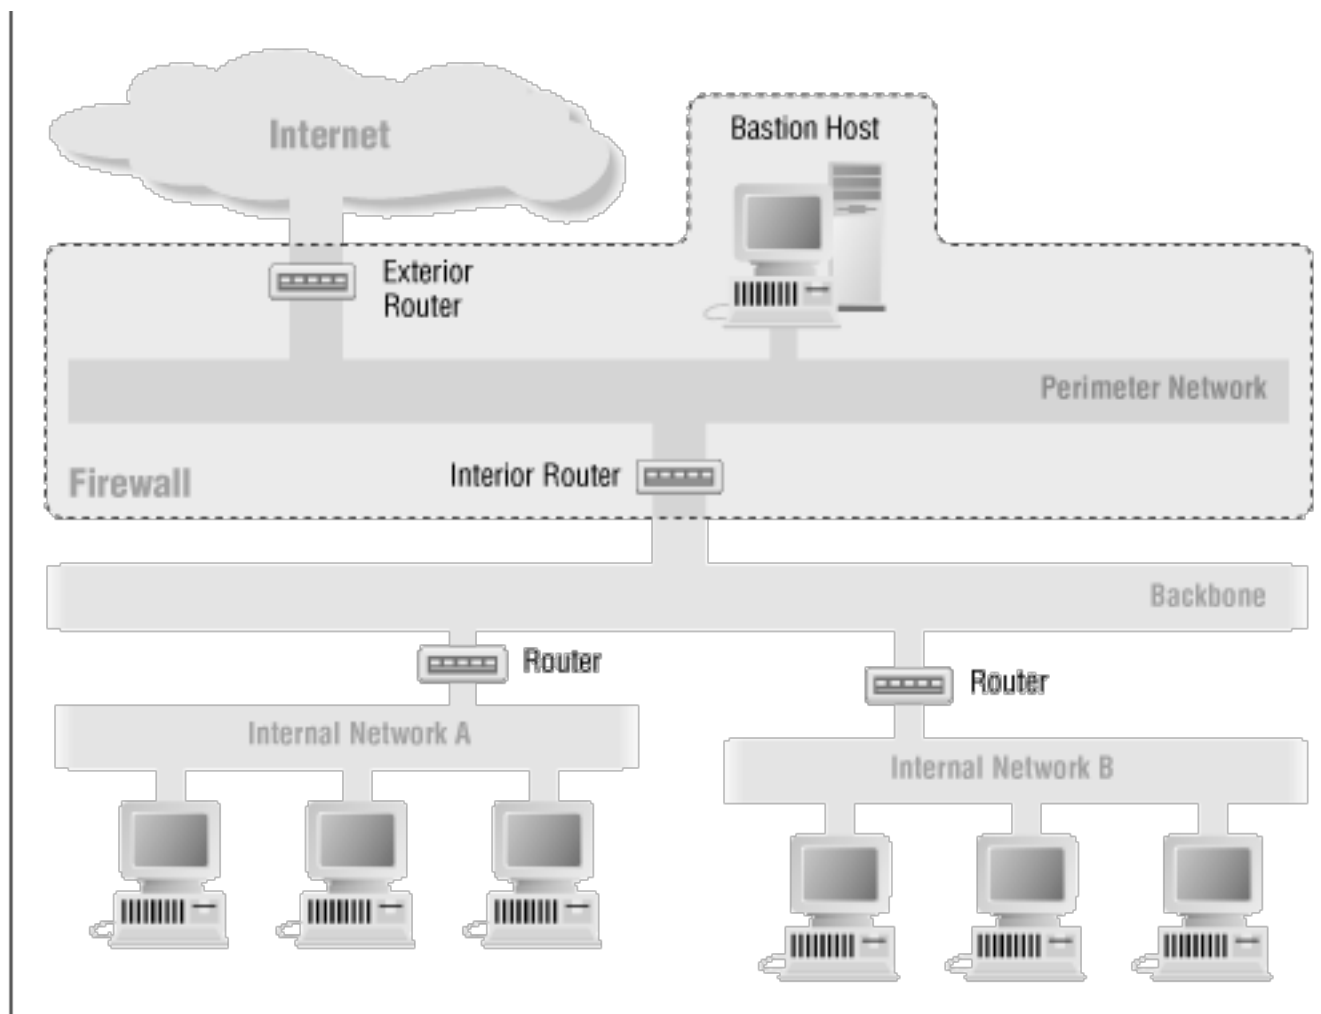 Internet
Bastion Host
Exterior
Router
Perimeter Network
Interior Router
Firewall
Backbone
Router
Router
Internal Network A
Internal Network B